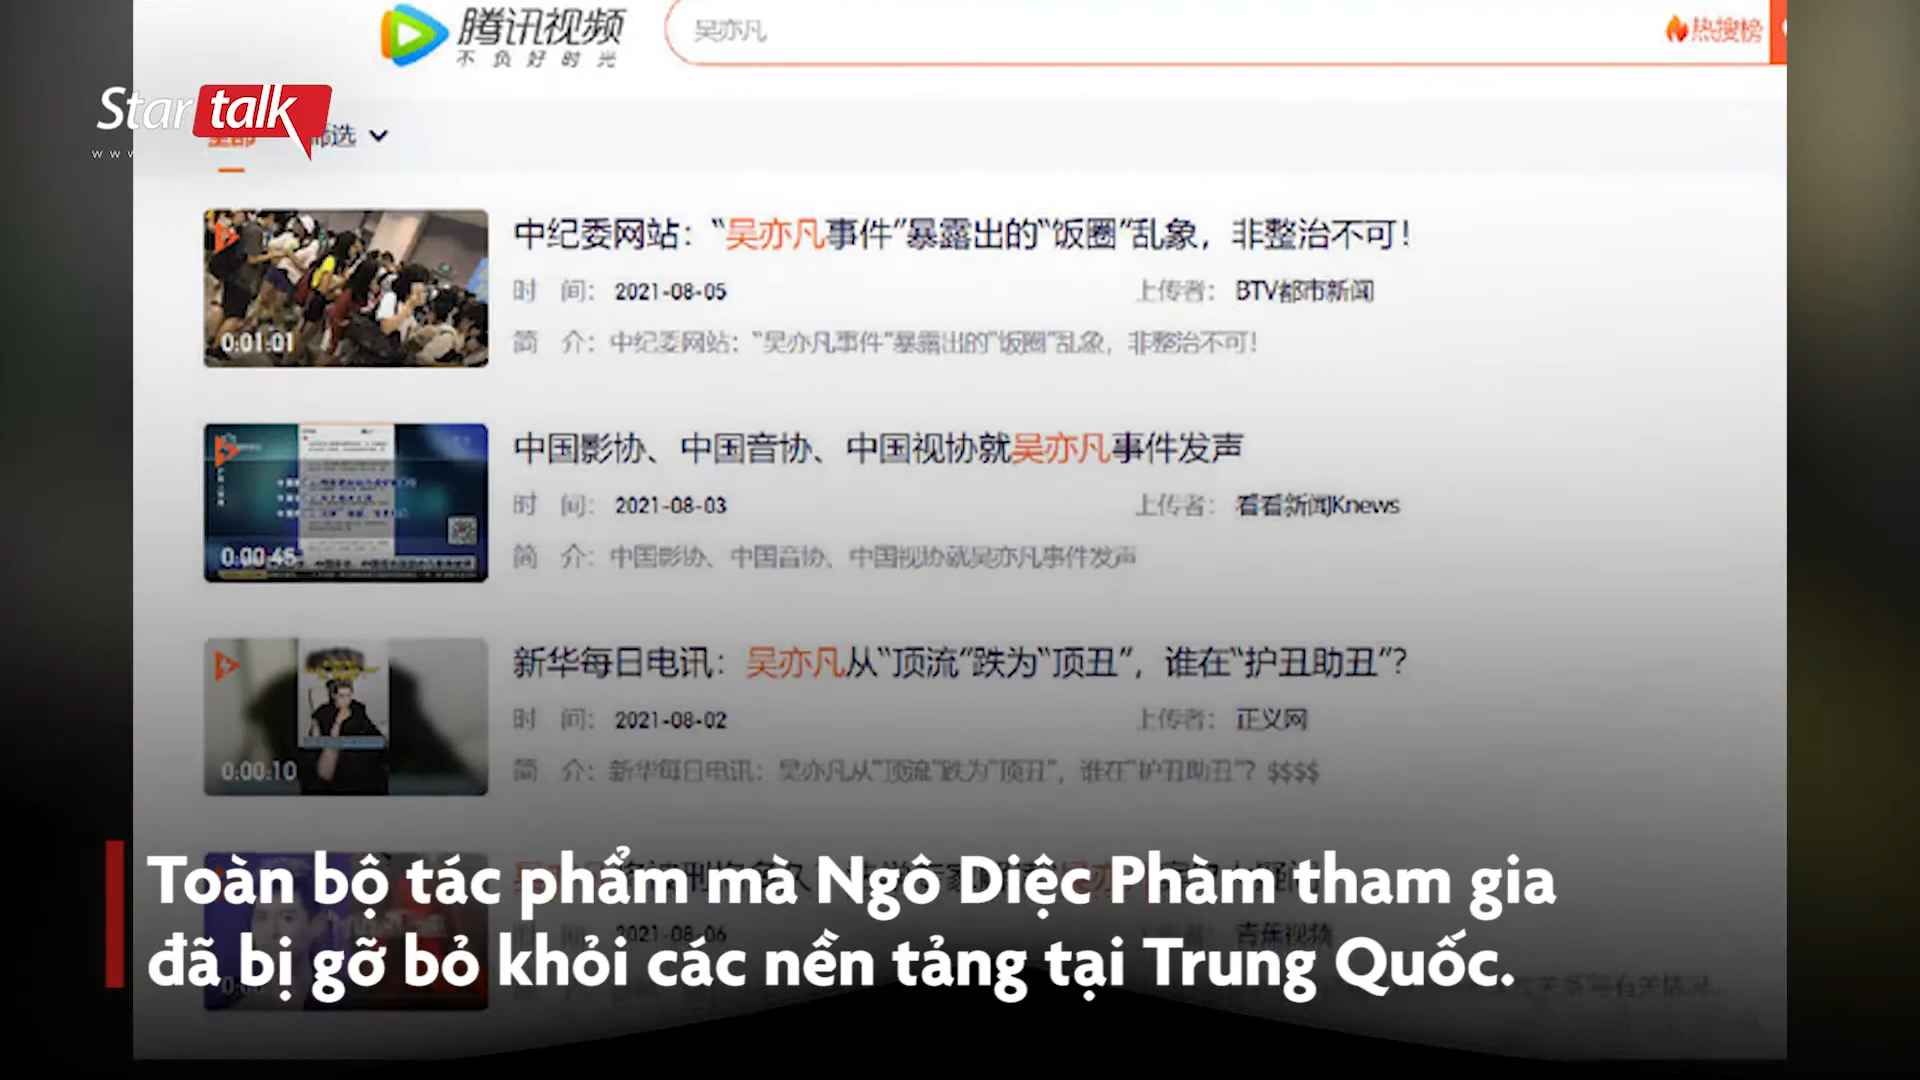 腾讯视频
不负好时光
吴亦凡
热搜榜
Star talk
全部
筛选
中纪委网站：“吴亦凡事件”暴露出的“饭圈”乱象，非整治不可！
时 间： 2021-08-05 上传者： BTV都市新闻
简 介：中纪委网站：“吴亦凡事件”暴露出的“饭圈”乱象，非整治不可！
0:01:01
中国影协、中国音协、中国视协就吴亦凡事件发声
时 间： 2021-08-03 上传者： 看看新闻Knews
简 介：中国影协、中国音协、中国视协就吴亦凡事件发声
0:00:45
新华每日电讯：吴亦凡从“顶流”跌为“顶丑”，谁在“护丑助丑”？
时 间： 2021-08-02 上传者： 正义网
简 介：新华每日电讯：吴亦凡从“顶流”跌为“顶丑”，谁在“护丑助丑”？$$$$
0:00:10
Toàn bộ tác phẩm mà Ngô Diệc Phàm tham gia
2021-08-06
đã bị gỡ bỏ khỏi các nền tảng tại Trung Quốc.